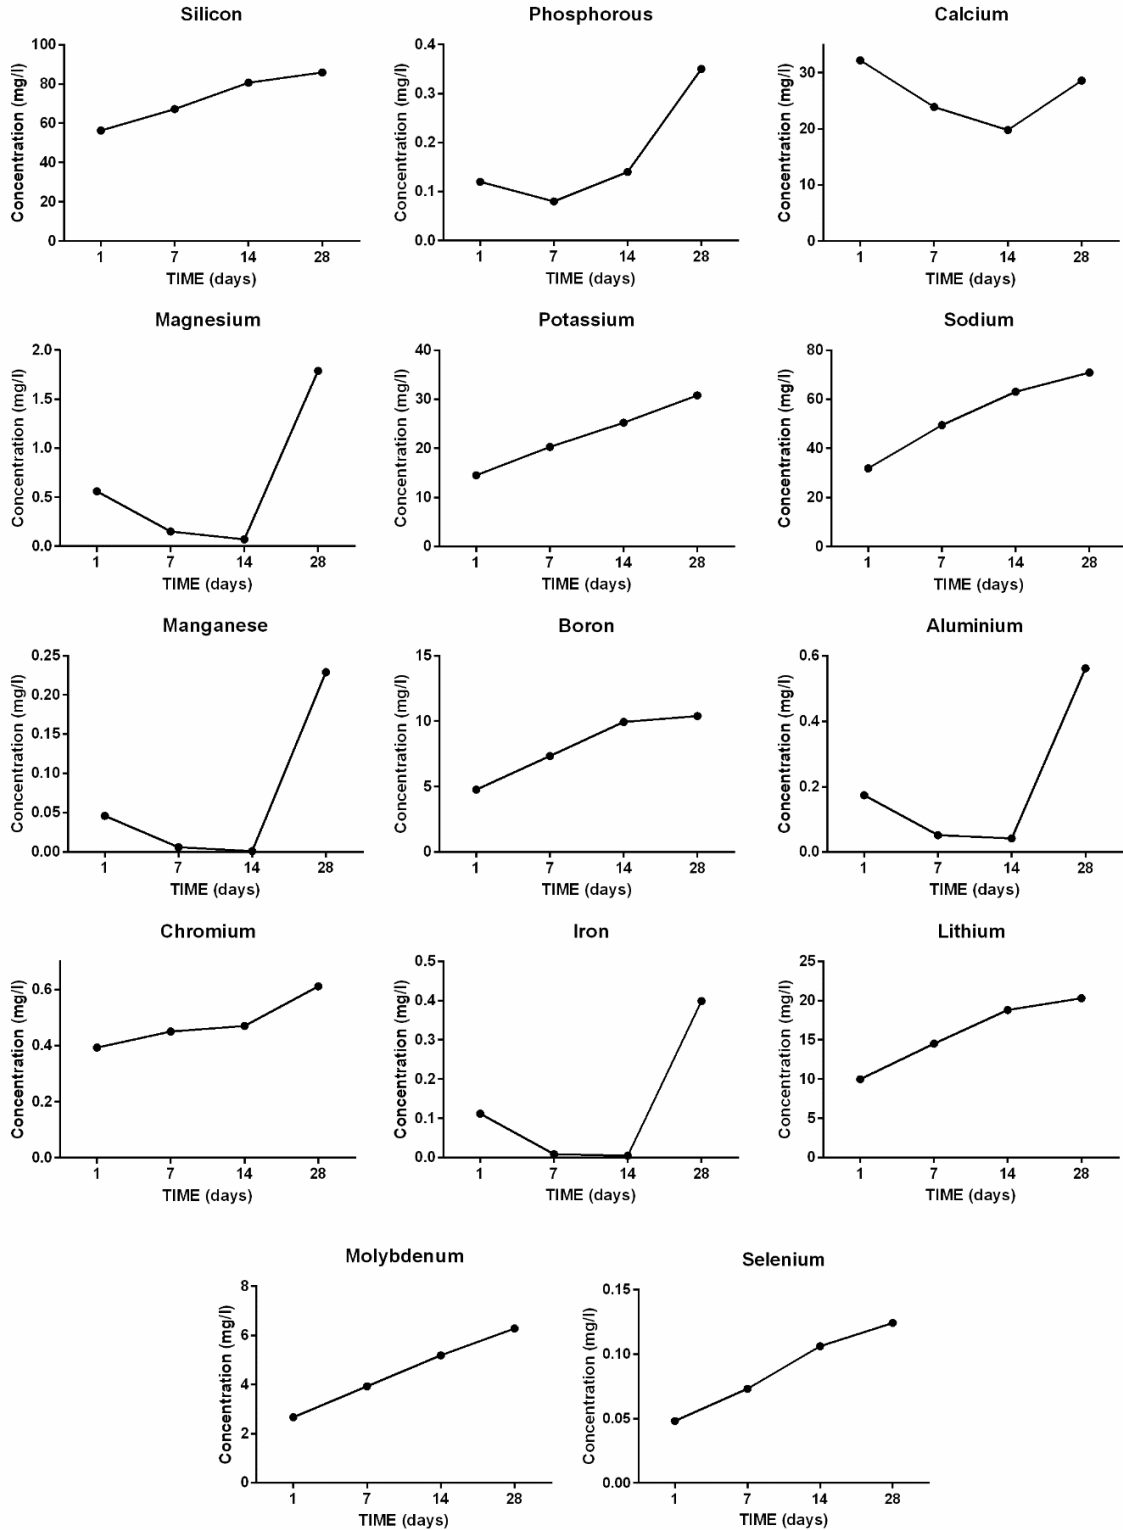 Silicon
Concentration (mg/l)
100
80
60
40
20
0
1 7 14 28
TIME (days)
Phosphorous
Concentration (mg/l)
0.4
0.3
0.2
0.1
0.0
1 7 14 28
TIME (days)
Calcium
Concentration (mg/l)
30
20
10
0
1 7 14 28
TIME (days)
Magnesium
Concentration (mg/l)
2.0
1.5
1.0
0.5
0.0
1 7 14 28
TIME (days)
Potassium
Concentration (mg/l)
40
30
20
10
0
1 7 14 28
TIME (days)
Sodium
Concentration (mg/l)
80
60
40
20
0
1 7 14 28
TIME (days)
Manganese
Concentration (mg/l)
0.25
0.20
0.15
0.10
0.05
0.00
1 7 14 28
TIME (days)
Boron
Concentration (mg/l)
15
10
5
0
1 7 14 28
TIME (days)
Aluminium
Concentration (mg/l)
0.6
0.4
0.2
0.0
1 7 14 28
TIME (days)
Chromium
Concentration (mg/l)
0.6
0.4
0.2
0.0
1 7 14 28
TIME (days)
Iron
Concentration (mg/l)
0.5
0.4
0.3
0.2
0.1
0.0
1 7 14 28
TIME (days)
Lithium
Concentration (mg/l)
25
20
15
10
5
0
1 7 14 28
TIME (days)
Molybdenum
Concentration (mg/l)
8
6
4
2
0
1 7 14 28
TIME (days)
Selenium
Concentration (mg/l)
0.15
0.10
0.05
0.00
1 7 14 28
TIME (days)